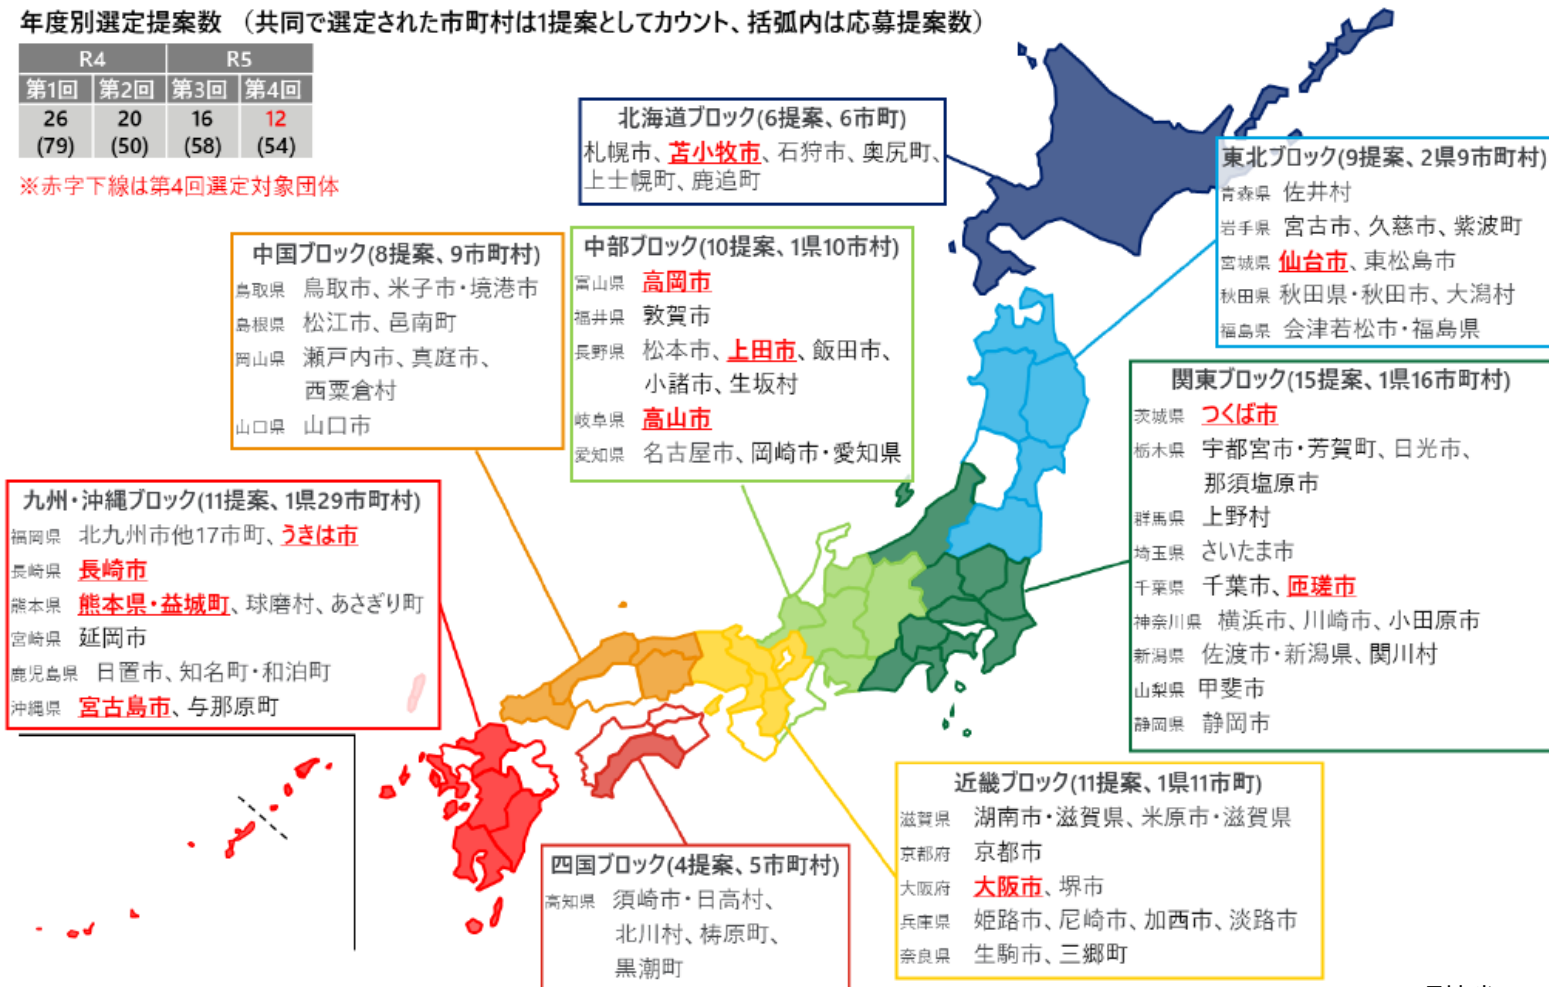 年度別選定提案数 （共同で選定された市町村は1提案としてカウント、括弧内は応募提案数）
R4 R5
第1回 第2回 第3回 第4回
26 20 16 12
(79) (50) (58) (54)
※赤字下線は第4回選定対象団体
北海道ブロック(6提案、6市町)
札幌市、苫小牧市、石狩市、奥尻町、
上士幌町、鹿追町
東北ブロック(9提案、2県9市町村)
青森県 佐井村
岩手県 宮古市、久慈市、紫波町
宮城県 仙台市、東松島市
秋田県 秋田県・秋田市、大潟村
福島県 会津若松市・福島県
中国ブロック(8提案、9市町村)
鳥取県 鳥取市、米子市・境港市
島根県 松江市、邑南町
岡山県 瀬戸内市、真庭市、
西粟倉村
山口県 山口市
中部ブロック(10提案、1県10市村)
富山県 高岡市
福井県 敦賀市
長野県 松本市、上田市、飯田市、
小諸市、生坂村
岐阜県 高山市
愛知県 名古屋市、岡崎市・愛知県
関東ブロック(15提案、1県16市町村)
茨城県 つくば市
栃木県 宇都宮市・芳賀町、日光市、
那須塩原市
群馬県 上野村
埼玉県 さいたま市
千葉県 千葉市、匝瑳市
神奈川県 横浜市、川崎市、小田原市
新潟県 佐渡市・新潟県、関川村
山梨県 甲斐市
静岡県 静岡市
九州・沖縄ブロック(11提案、1県29市町村)
福岡県 北九州市他17市町、うきは市
長崎県 長崎市
熊本県 熊本県・益城町、球磨村、あさぎり町
宮崎県 延岡市
鹿児島県 日置市、知名町・和泊町
沖縄県 宮古島市、与那原町
近畿ブロック(11提案、1県11市町)
滋賀県 湖南市・滋賀県、米原市・滋賀県
京都府 京都市
大阪府 大阪市、堺市
兵庫県 姫路市、尼崎市、加西市、淡路市
奈良県 生駒市、三郷町
四国ブロック(4提案、5市町村)
高知県 須崎市・日高村、
北川村、梼原町、
黒潮町